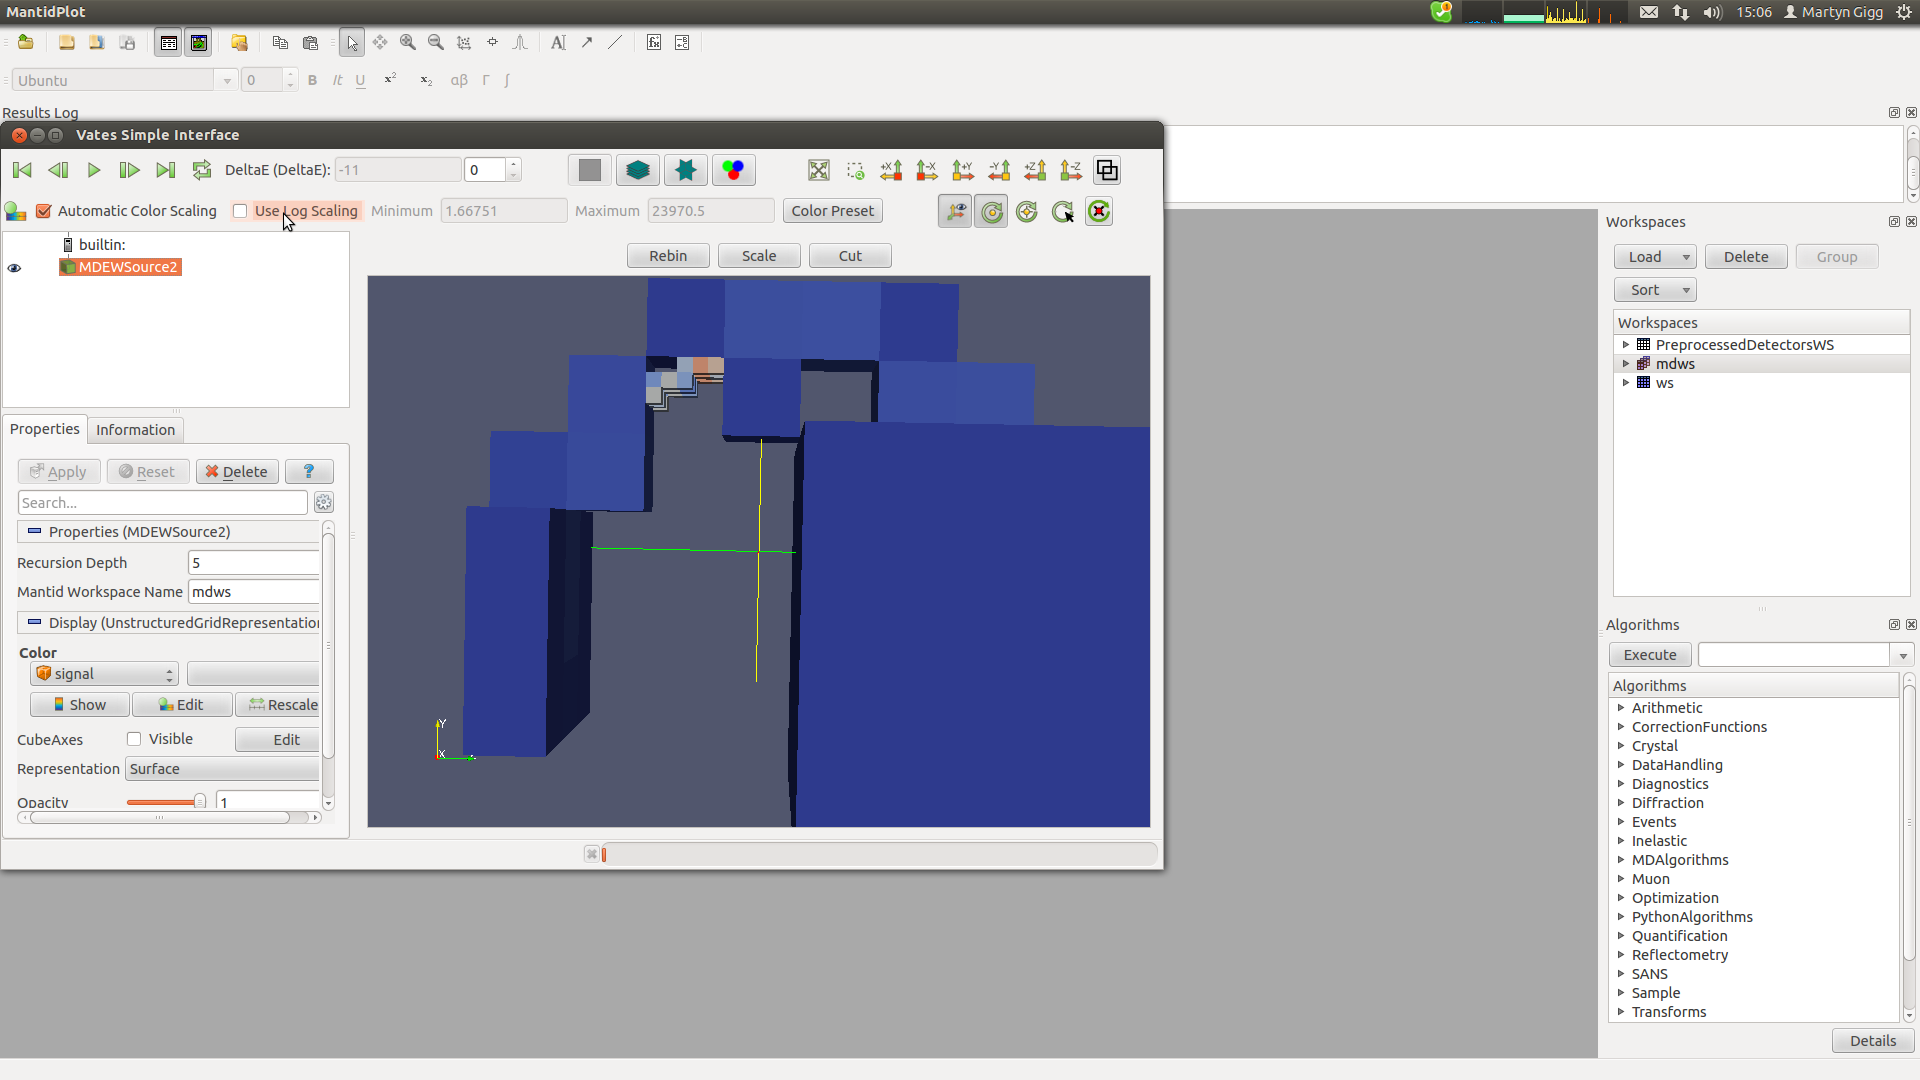 MantidPlot
15:06 Martyn Gigg
Ubuntu 0 B It U x² x₂ αβ Γ ∫
Results Log
Vates Simple Interface
DeltaE (DeltaE): -11 0 +X -X +Y -Y +Z -Z
Automatic Color Scaling Use Log Scaling Minimum 1.66751 Maximum 23970.5 Color Preset
builtin:
MDEWSource2
Rebin Scale Cut
Properties Information
Apply Reset Delete ?
Search...
Properties (MDEWSource2)
Recursion Depth 5
Mantid Workspace Name mdws
Display (UnstructuredGridRepresentation
Color
signal
Show Edit Rescale
CubeAxes Visible Edit
Representation Surface
Opacity 1
Y
X
Workspaces
Load Delete Group
Sort
Workspaces
PreprocessedDetectorsWS
mdws
ws
Algorithms
Execute
Algorithms
Arithmetic
CorrectionFunctions
Crystal
DataHandling
Diagnostics
Diffraction
Events
Inelastic
MDAlgorithms
Muon
Optimization
PythonAlgorithms
Quantification
Reflectometry
SANS
Sample
Transforms
Details